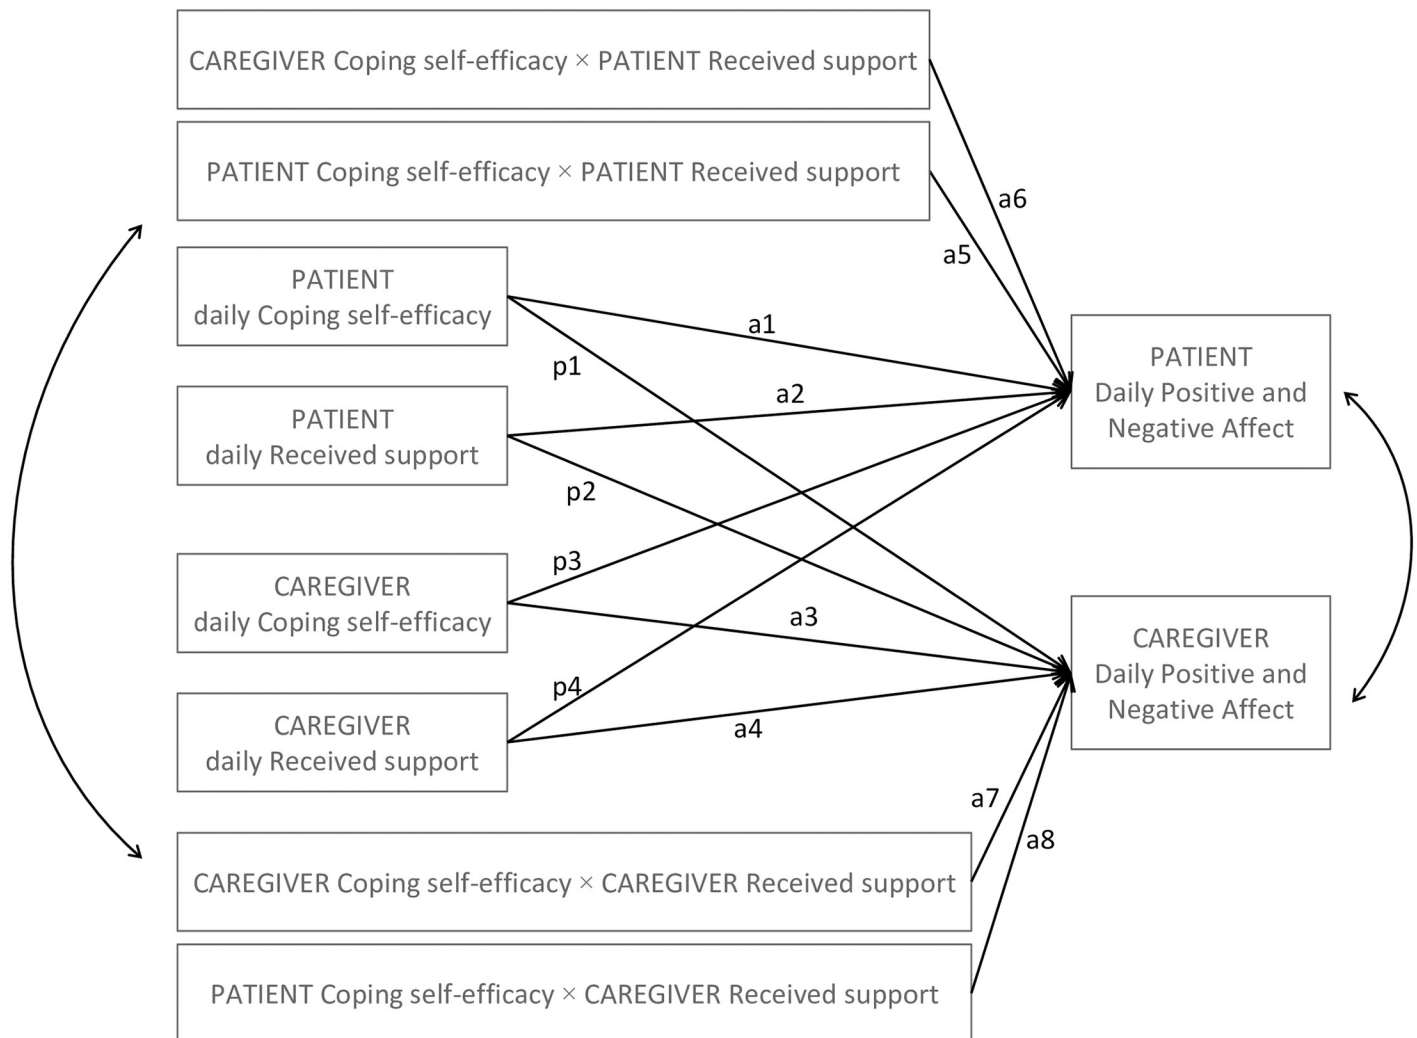 CAREGIVER Coping self-efficacy × PATIENT Received support
PATIENT Coping self-efficacy × PATIENT Received support
a6
a5
PATIENT
daily Coping self-efficacy
a1
p1
PATIENT
daily Received support
a2
p2
PATIENT
Daily Positive and
Negative Affect
CAREGIVER
daily Coping self-efficacy
p3
a3
CAREGIVER
daily Received support
p4
a4
CAREGIVER
Daily Positive and
Negative Affect
a7
a8
CAREGIVER Coping self-efficacy × CAREGIVER Received support
PATIENT Coping self-efficacy × CAREGIVER Received support